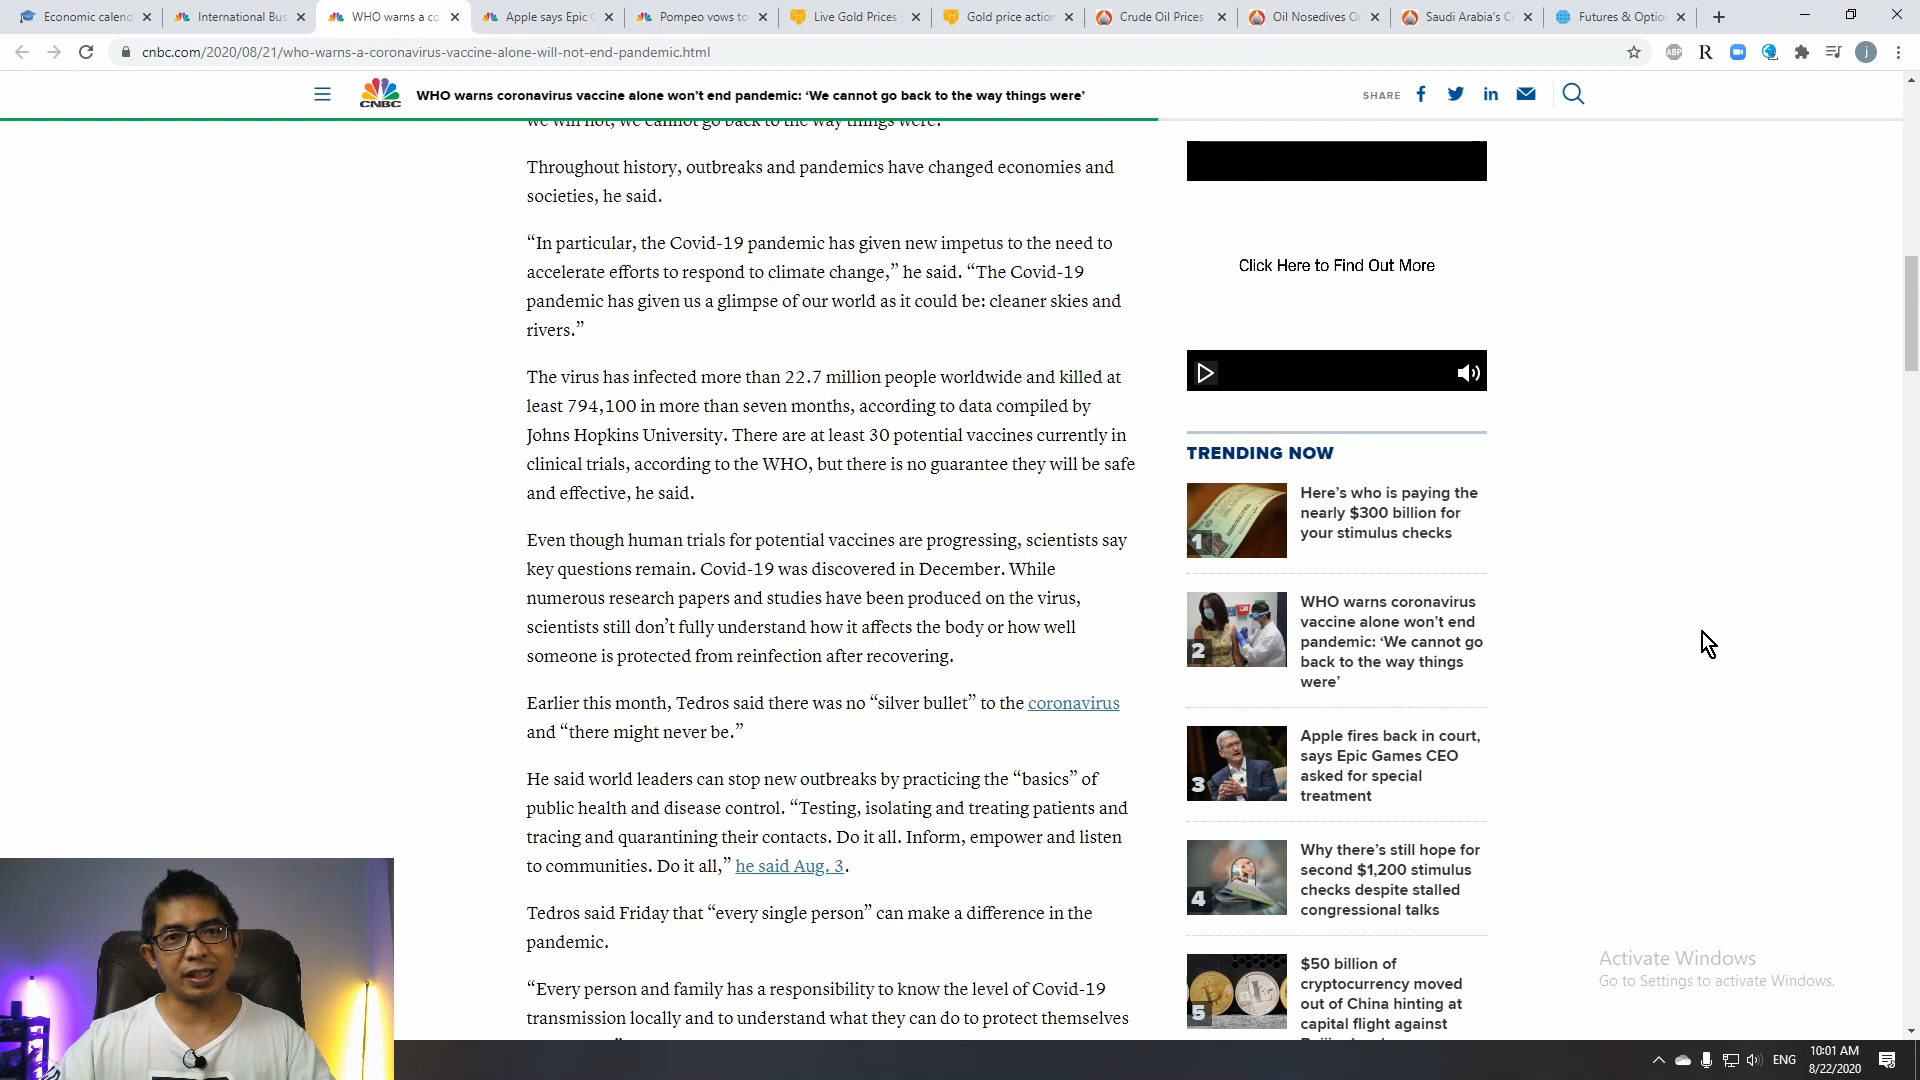 Economic calend
International Bus
WHO warns a co
Apple says Epic G
Pompeo vows to
Live Gold Prices
Gold price action
Crude Oil Prices
Oil Nosedives On
Saudi Arabia's C
Futures & Optio
cnbc.com/2020/08/21/who-warns-a-coronavirus-vaccine-alone-will-not-end-pandemic.html
ABP
R
j
CNBC
WHO warns coronavirus vaccine alone won't end pandemic: ‘We cannot go back to the way things were’
SHARE
we will not, we cannot go back to the way things were.
Throughout history, outbreaks and pandemics have changed economies and
societies, he said.
“In particular, the Covid-19 pandemic has given new impetus to the need to
accelerate efforts to respond to climate change,” he said. “The Covid-19
pandemic has given us a glimpse of our world as it could be: cleaner skies and
rivers.”
The virus has infected more than 22.7 million people worldwide and killed at
least 794,100 in more than seven months, according to data compiled by
Johns Hopkins University. There are at least 30 potential vaccines currently in
clinical trials, according to the WHO, but there is no guarantee they will be safe
and effective, he said.
Even though human trials for potential vaccines are progressing, scientists say
key questions remain. Covid-19 was discovered in December. While
numerous research papers and studies have been produced on the virus,
scientists still don’t fully understand how it affects the body or how well
someone is protected from reinfection after recovering.
Earlier this month, Tedros said there was no “silver bullet” to the coronavirus
and “there might never be.”
He said world leaders can stop new outbreaks by practicing the “basics” of
public health and disease control. “Testing, isolating and treating patients and
tracing and quarantining their contacts. Do it all. Inform, empower and listen
to communities. Do it all,” he said Aug. 3.
Tedros said Friday that “every single person” can make a difference in the
pandemic.
“Every person and family has a responsibility to know the level of Covid-19
transmission locally and to understand what they can do to protect themselves
Click Here to Find Out More
TRENDING NOW
1
Here’s who is paying the
nearly $300 billion for
your stimulus checks
2
WHO warns coronavirus
vaccine alone won’t end
pandemic: ‘We cannot go
back to the way things
were’
3
Apple fires back in court,
says Epic Games CEO
asked for special
treatment
4
Why there’s still hope for
second $1,200 stimulus
checks despite stalled
congressional talks
5
$50 billion of
cryptocurrency moved
out of China hinting at
capital flight against
Activate Windows
Go to Settings to activate Windows.
ENG
10:01 AM
8/22/2020